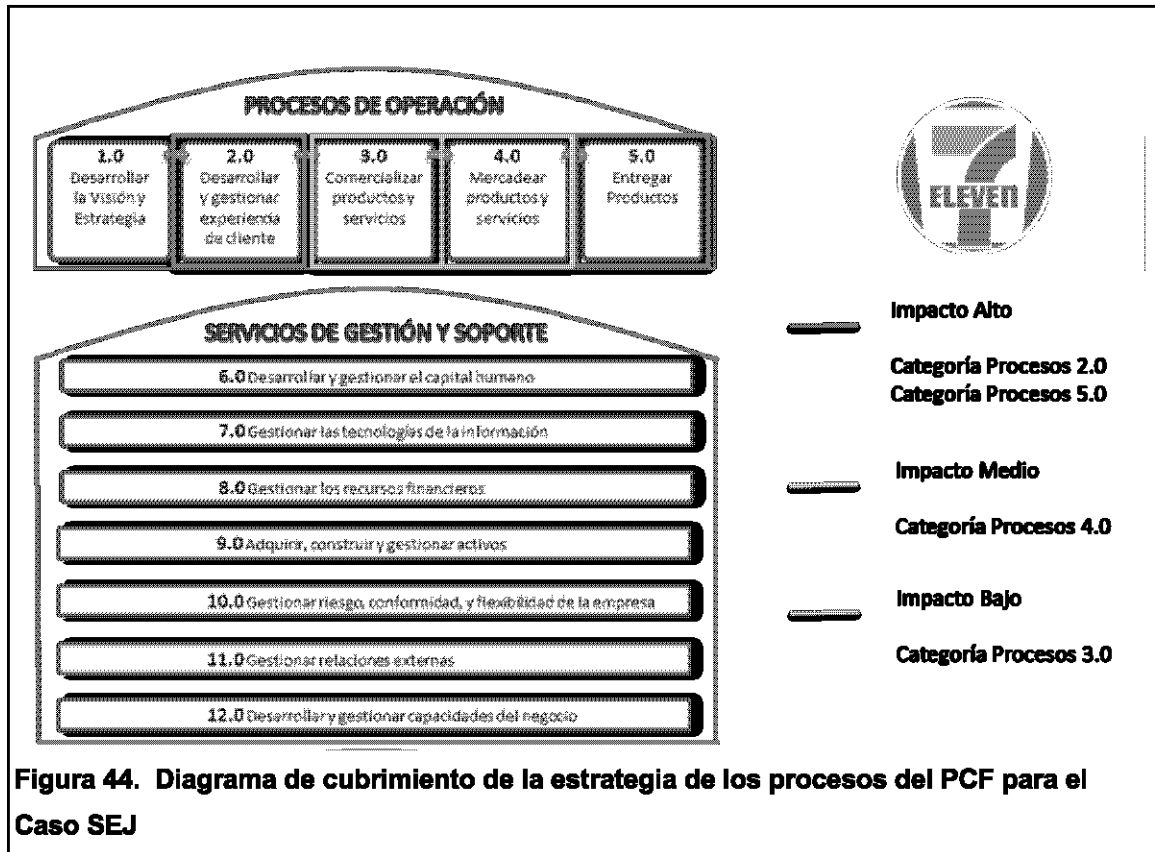 PROCESOS DE OPERACIÓN
1.0
Desarrollar
la Visión y
Estrategia
2.0
Desarrollar
y gestionar
experiencia
de cliente
3.0
Comercializar
productos y
servicios
4.0
Mercadear
productos y
servicios
5.0
Entregar
Productos
7
ELEVEn
SERVICIOS DE GESTIÓN Y SOPORTE
6.0 Desarrollar y gestionar el capital humano
7.0 Gestionar las tecnologías de la información
8.0 Gestionar los recursos financieros
9.0 Adquirir, construir y gestionar activos
10.0 Gestionar riesgo, conformidad, y flexibilidad de la empresa
11.0 Gestionar relaciones externas
12.0 Desarrollar y gestionar capacidades del negocio
Impacto Alto
Categoría Procesos 2.0
Categoría Procesos 5.0
Impacto Medio
Categoría Procesos 4.0
Impacto Bajo
Categoría Procesos 3.0
Figura 44. Diagrama de cubrimiento de la estrategia de los procesos del PCF para el
Caso SEJ